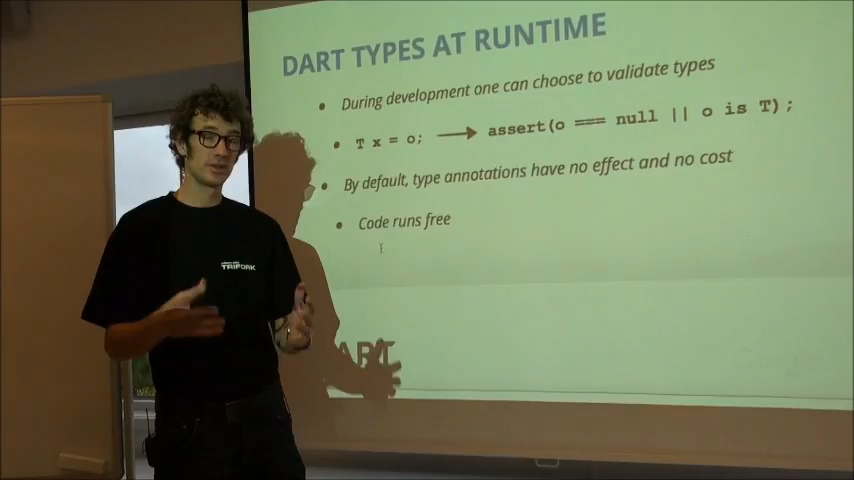 DART TYPES AT RUNTIME
• During development one can choose to validate types
• T x = o; → assert(o === null || o is T);
• By default, type annotations have no effect and no cost
• Code runs free
TRIFORK
ART